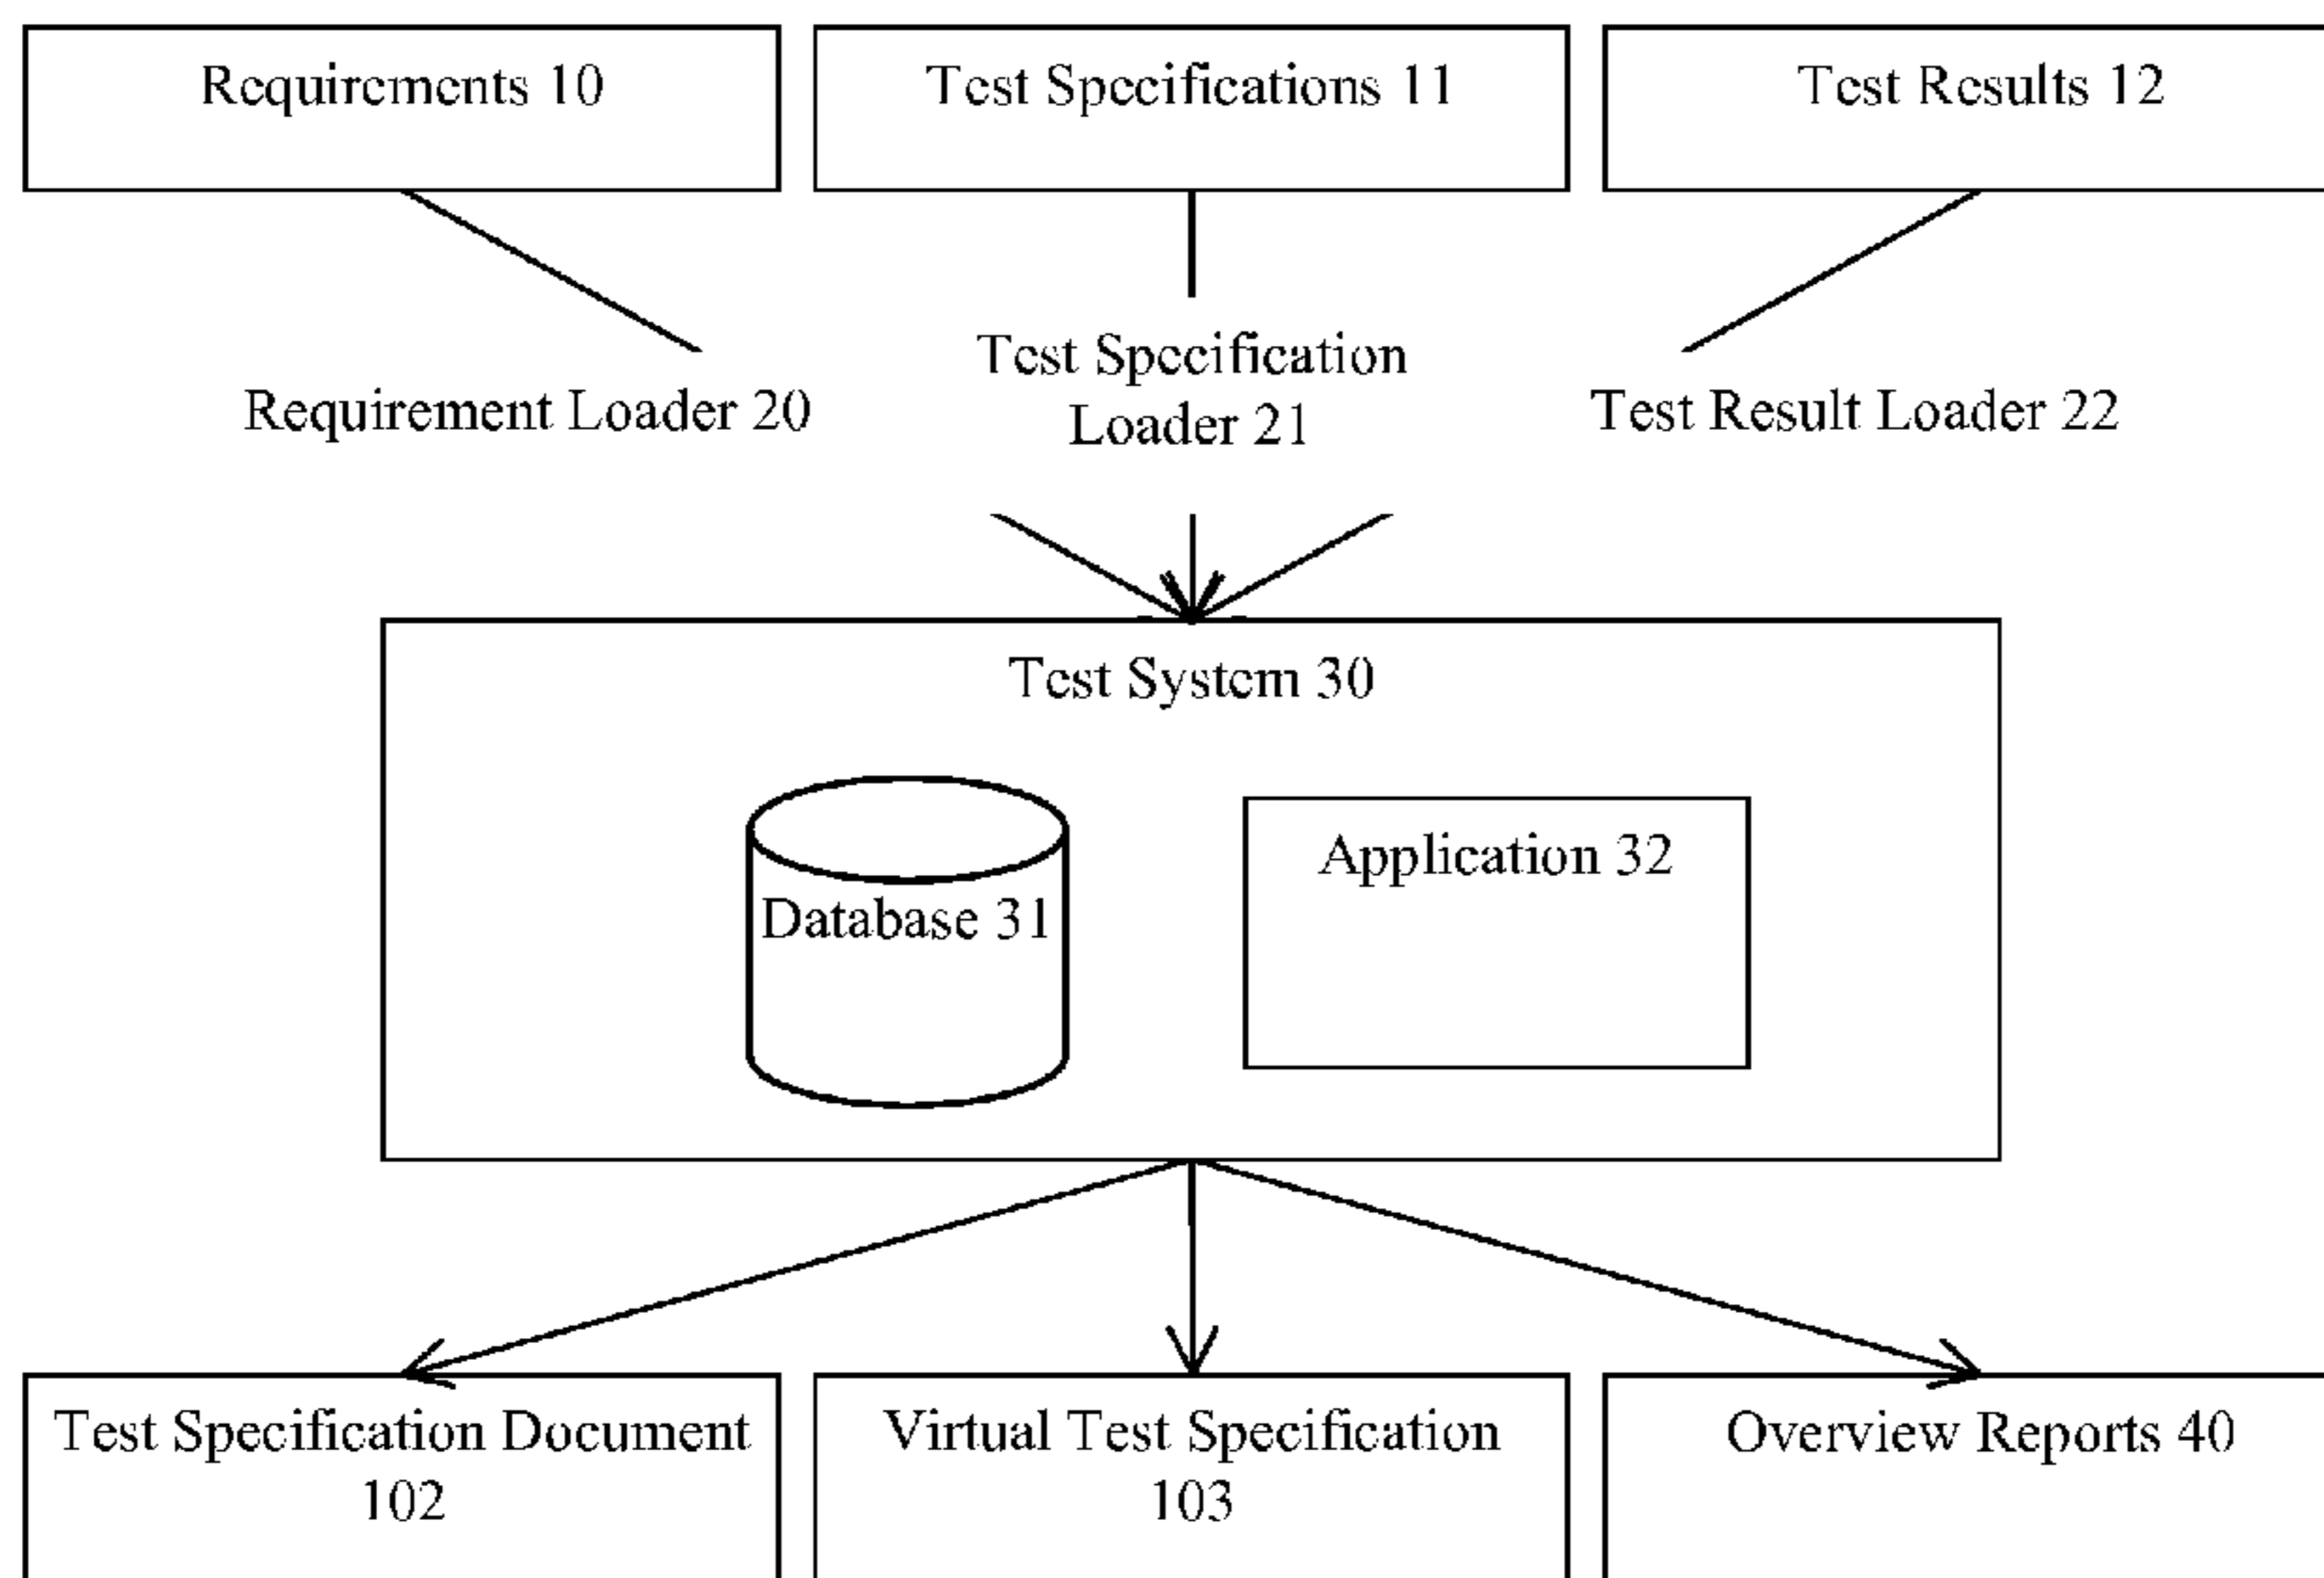 Requirements 10
Test Specifications 11
Test Results 12
Test Specification
Requirement Loader 20
Loader 21
Test Result Loader 22
Test System 30
Application 32
Database 31
Test Specification Document
102
Virtual Test Specification
103
Overview Reports 40